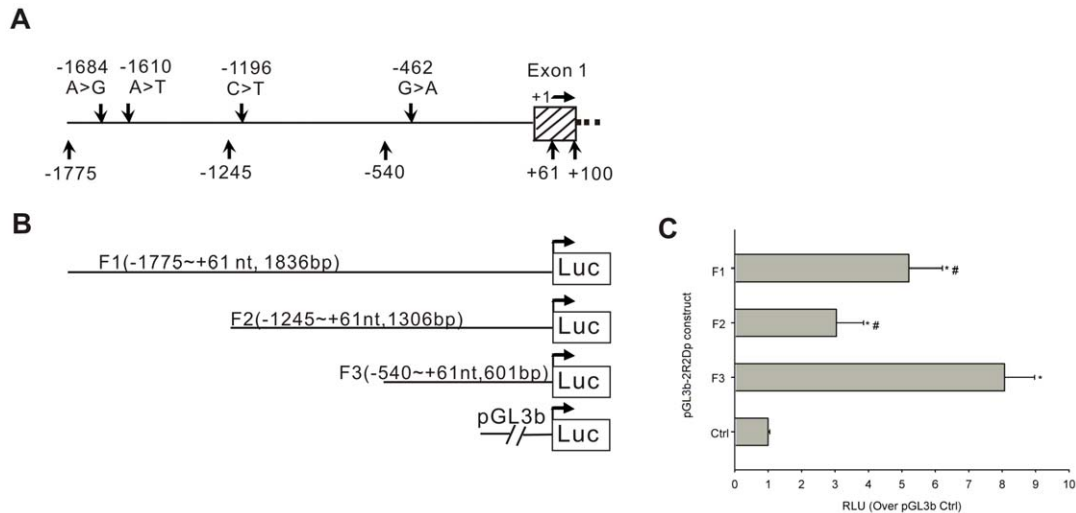 A
-1684 -1610 -1196 -462 Exon 1
A>G A>T C>T G>A +1
-1775 -1245 -540 +61 +100
B
F1(-1775~+61 nt, 1836bp)
Luc
F2(-1245~+61nt,1306bp)
Luc
F3(-540~+61nt,601bp)
Luc
pGL3b
Luc
C
pGL3b-2R2Dp construct
F1 * #
F2 * #
F3 *
Ctrl
0 1 2 3 4 5 6 7 8 9 10
RLU (Over pGL3b Ctrl)